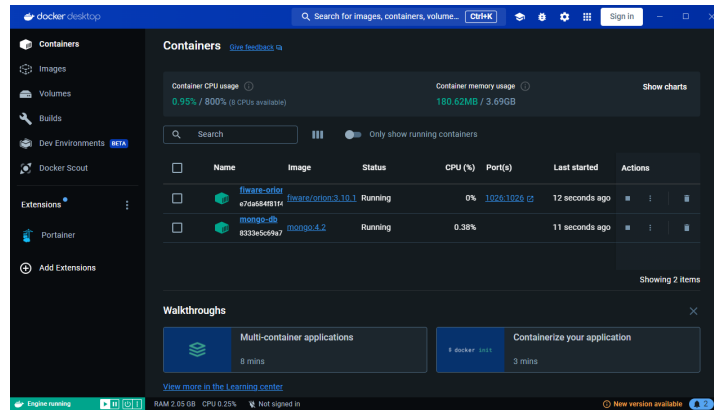 docker desktop
Search for images, containers, volume... Ctrl+K
Sign in
Containers
Images
Volumes
Builds
Dev Environments BETA
Docker Scout
Extensions
Portainer
Add Extensions
Containers Give feedback
Container CPU usage
0.95% / 800% (8 CPUs available)
Container memory usage
180.62MB / 3.69GB
Show charts
Search
Only show running containers
Name Image Status CPU (%) Port(s) Last started Actions
fiware-orior
e7da684f81f4
fiware/orion:3.10.1 Running 0% 1026:1026 12 seconds ago
mongo-db
8333e5c69a7
mongo:4.2 Running 0.38% 11 seconds ago
Showing 2 items
Walkthroughs
Multi-container applications
8 mins
$ docker init
Containerize your application
3 mins
View more in the Learning center
Engine running
RAM 2.05 GB CPU 0.25% Not signed in
New version available 2